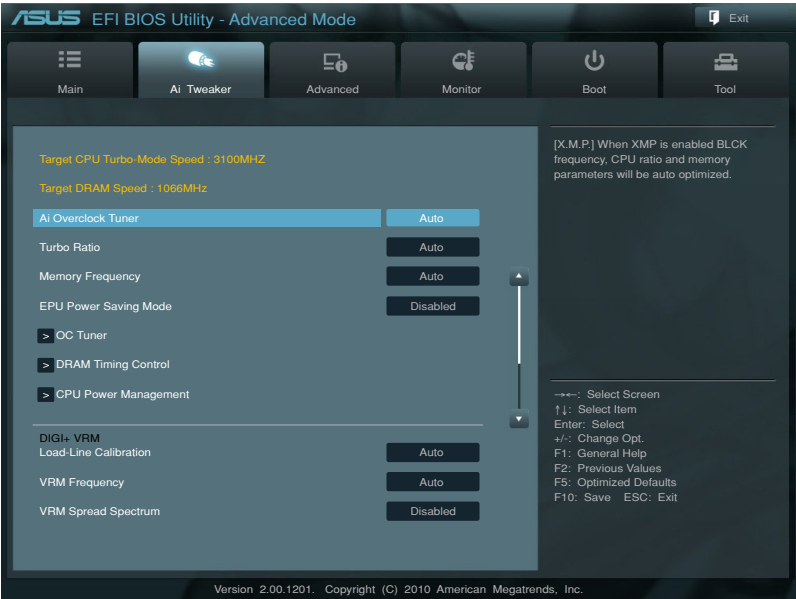 ASUS EFI BIOS Utility - Advanced Mode
Exit
Main
Ai Tweaker
Advanced
Monitor
Boot
Tool
Target CPU Turbo-Mode Speed : 3100MHZ
Target DRAM Speed : 1066MHz
Ai Overclock Tuner Auto
Turbo Ratio Auto
Memory Frequency Auto
EPU Power Saving Mode Disabled
> OC Tuner
> DRAM Timing Control
> CPU Power Management
DIGI+ VRM
Load-Line Calibration Auto
VRM Frequency Auto
VRM Spread Spectrum Disabled
[X.M.P.] When XMP is enabled BLCK
frequency, CPU ratio and memory
parameters will be auto optimized.
→←: Select Screen
↑↓: Select Item
Enter: Select
+/-: Change Opt.
F1: General Help
F2: Previous Values
F5: Optimized Defaults
F10: Save ESC: Exit
Version 2.00.1201. Copyright (C) 2010 American Megatrends, Inc.